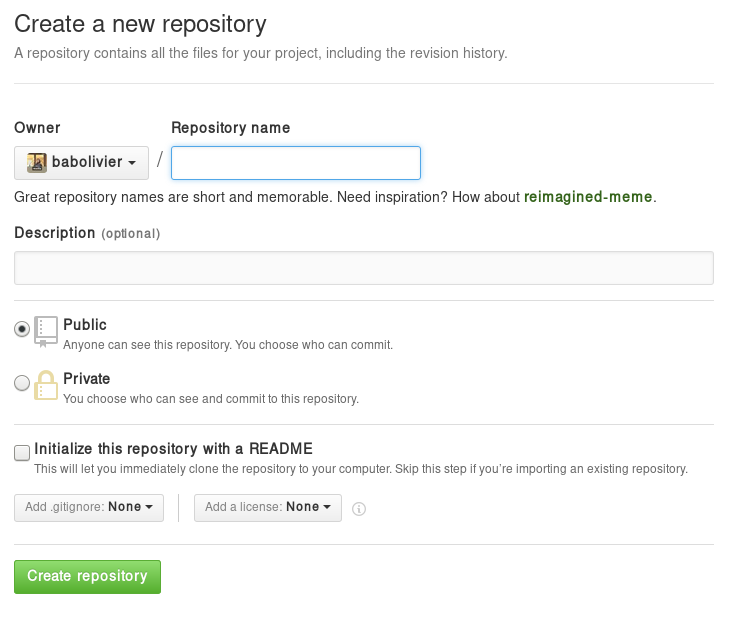 Create a new repository
A repository contains all the files for your project, including the revision history.
Owner Repository name
babolivier / 
Great repository names are short and memorable. Need inspiration? How about reimagined-meme.
Description (optional)
Public
Anyone can see this repository. You choose who can commit.
Private
You choose who can see and commit to this repository.
Initialize this repository with a README
This will let you immediately clone the repository to your computer. Skip this step if you’re importing an existing repository.
Add .gitignore: None Add a license: None
Create repository